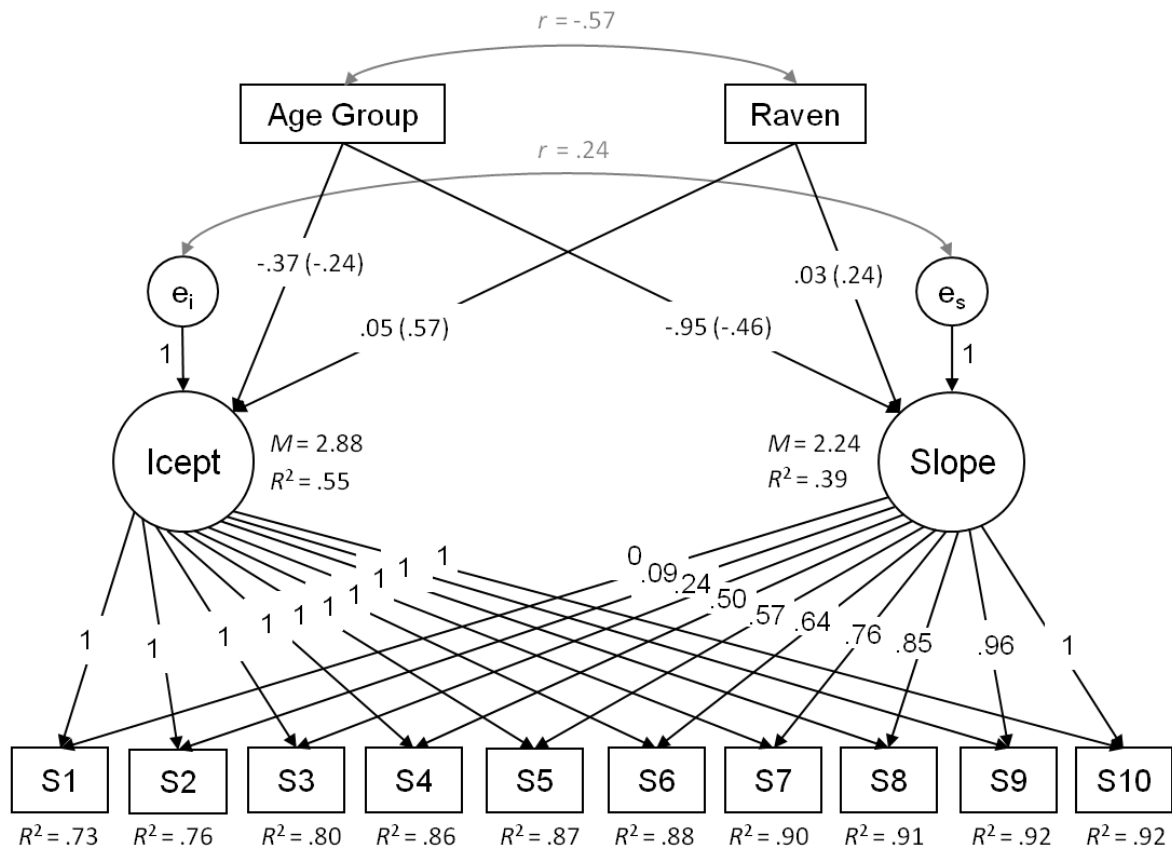 r = -.57
Age Group
Raven
r = .24
-.37 (-.24)
.03 (.24)
e_i
e_s
.05 (.57)
-.95 (-.46)
1
1
Icept
M = 2.88
R² = .55
M = 2.24
R² = .39
Slope
1
1
1
1
1
1
1
1
1
1
0
.09
.24
.50
.57
.64
.76
.85
.96
1
S1
S2
S3
S4
S5
S6
S7
S8
S9
S10
R² = .73
R² = .76
R² = .80
R² = .86
R² = .87
R² = .88
R² = .90
R² = .91
R² = .92
R² = .92